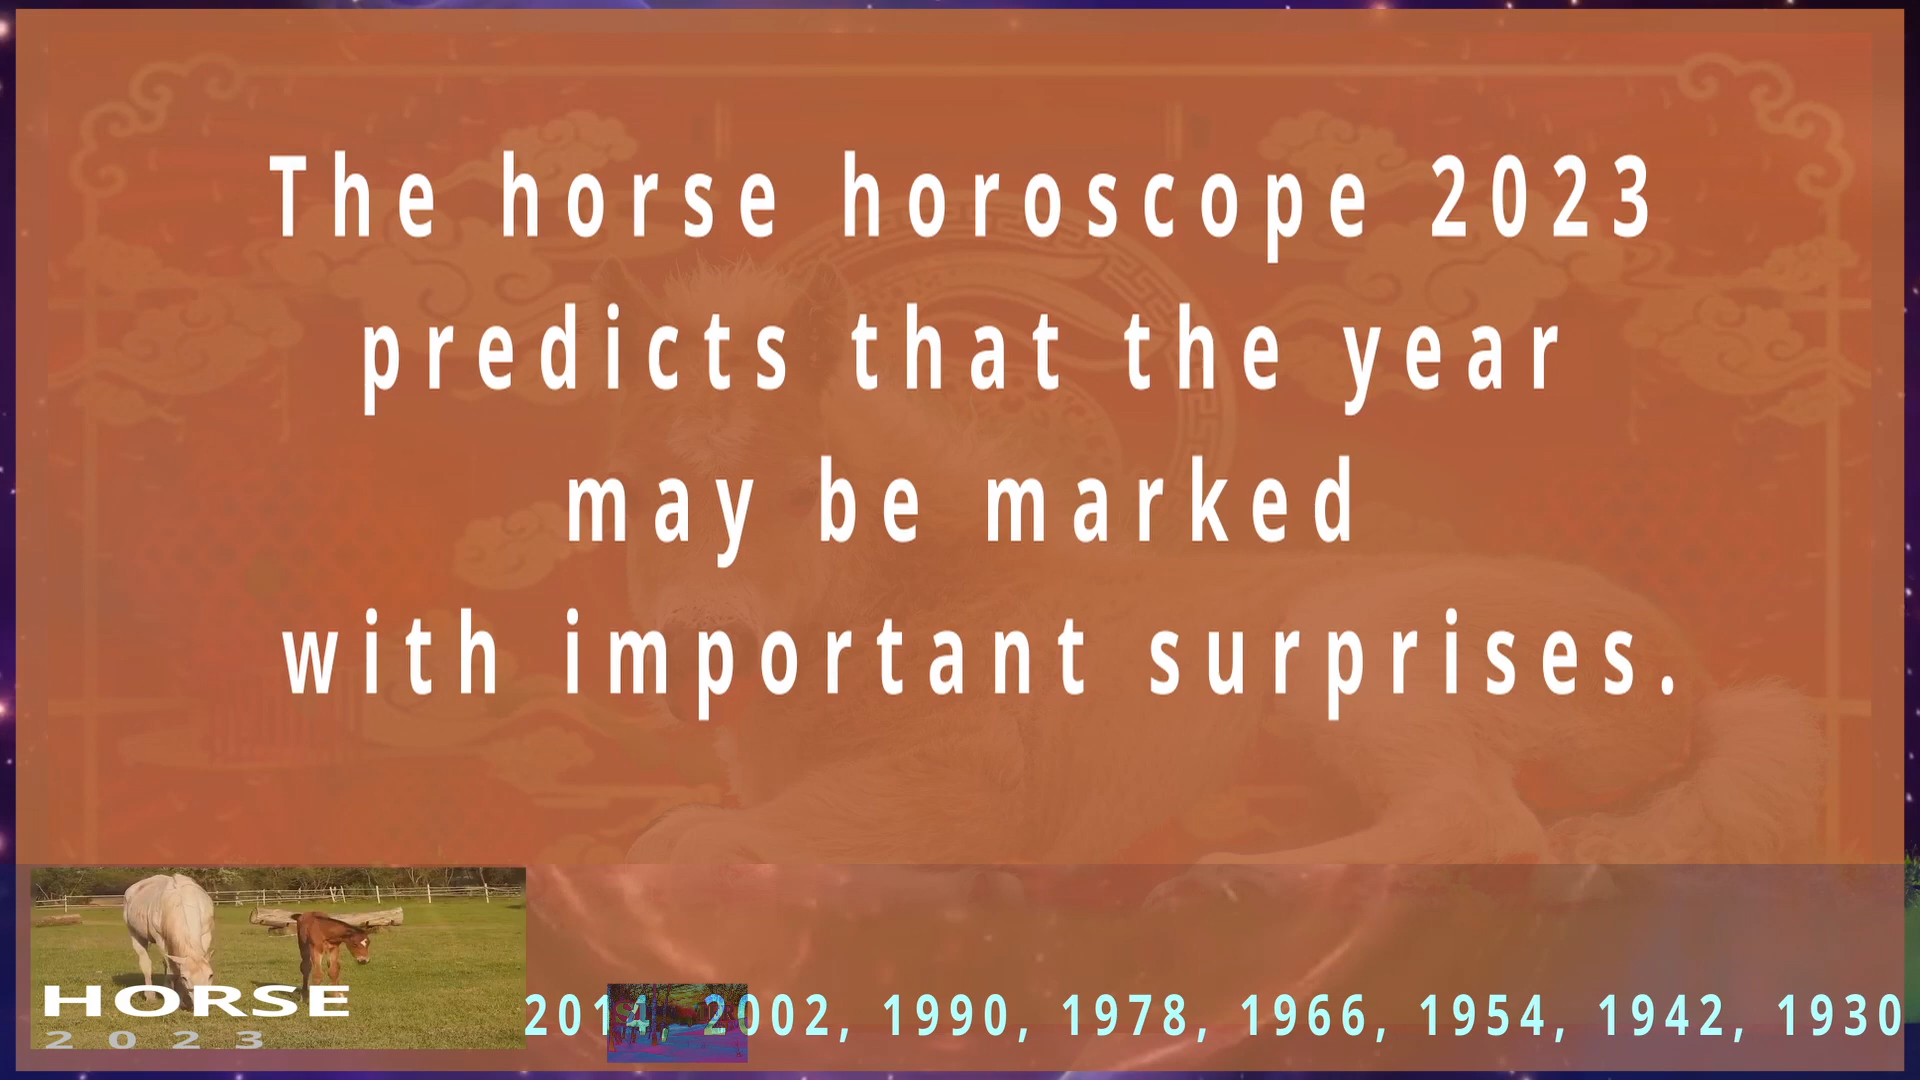 The horse horoscope 2023
predicts that the year
may be marked
with important surprises.
HORSE
2023
2014, 2002, 1990, 1978, 1966, 1954, 1942, 1930